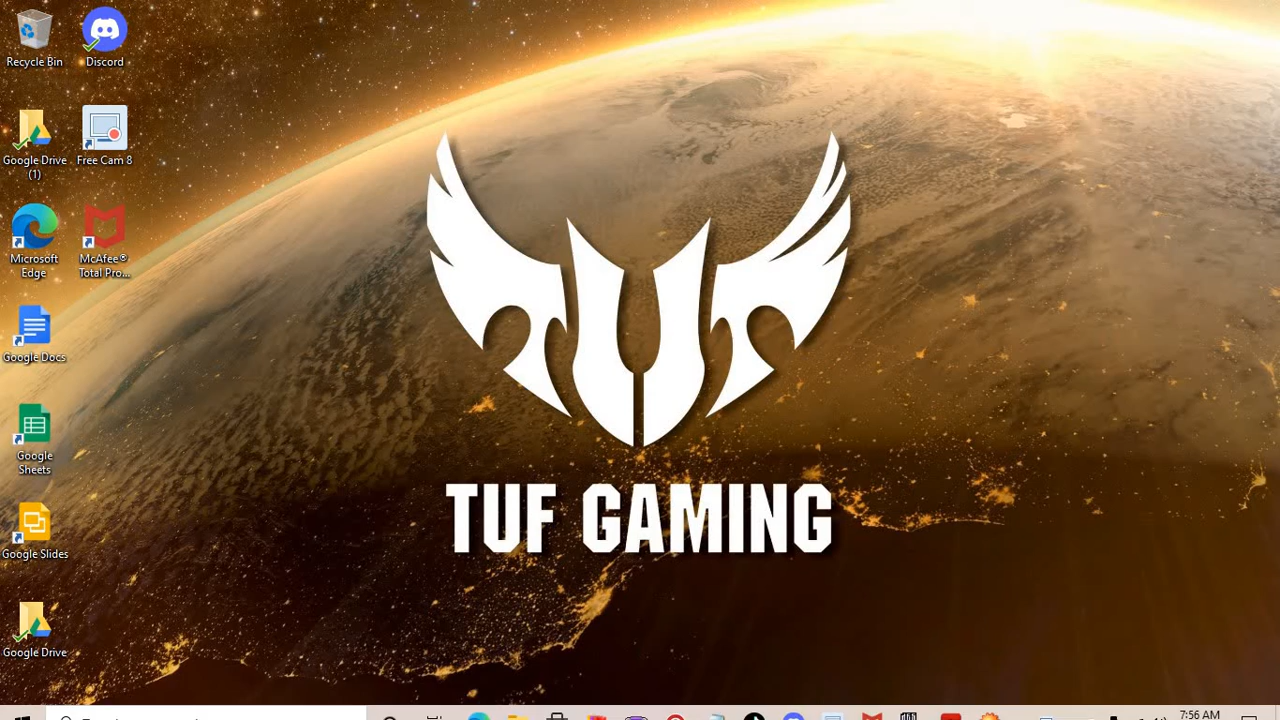 Recycle Bin
Discord
Google Drive
(1)
Free Cam 8
Microsoft
Edge
McAfee®
Total Pro...
Google Docs
Google
Sheets
Google Slides
Google Drive
TUF GAMING
7:56 AM